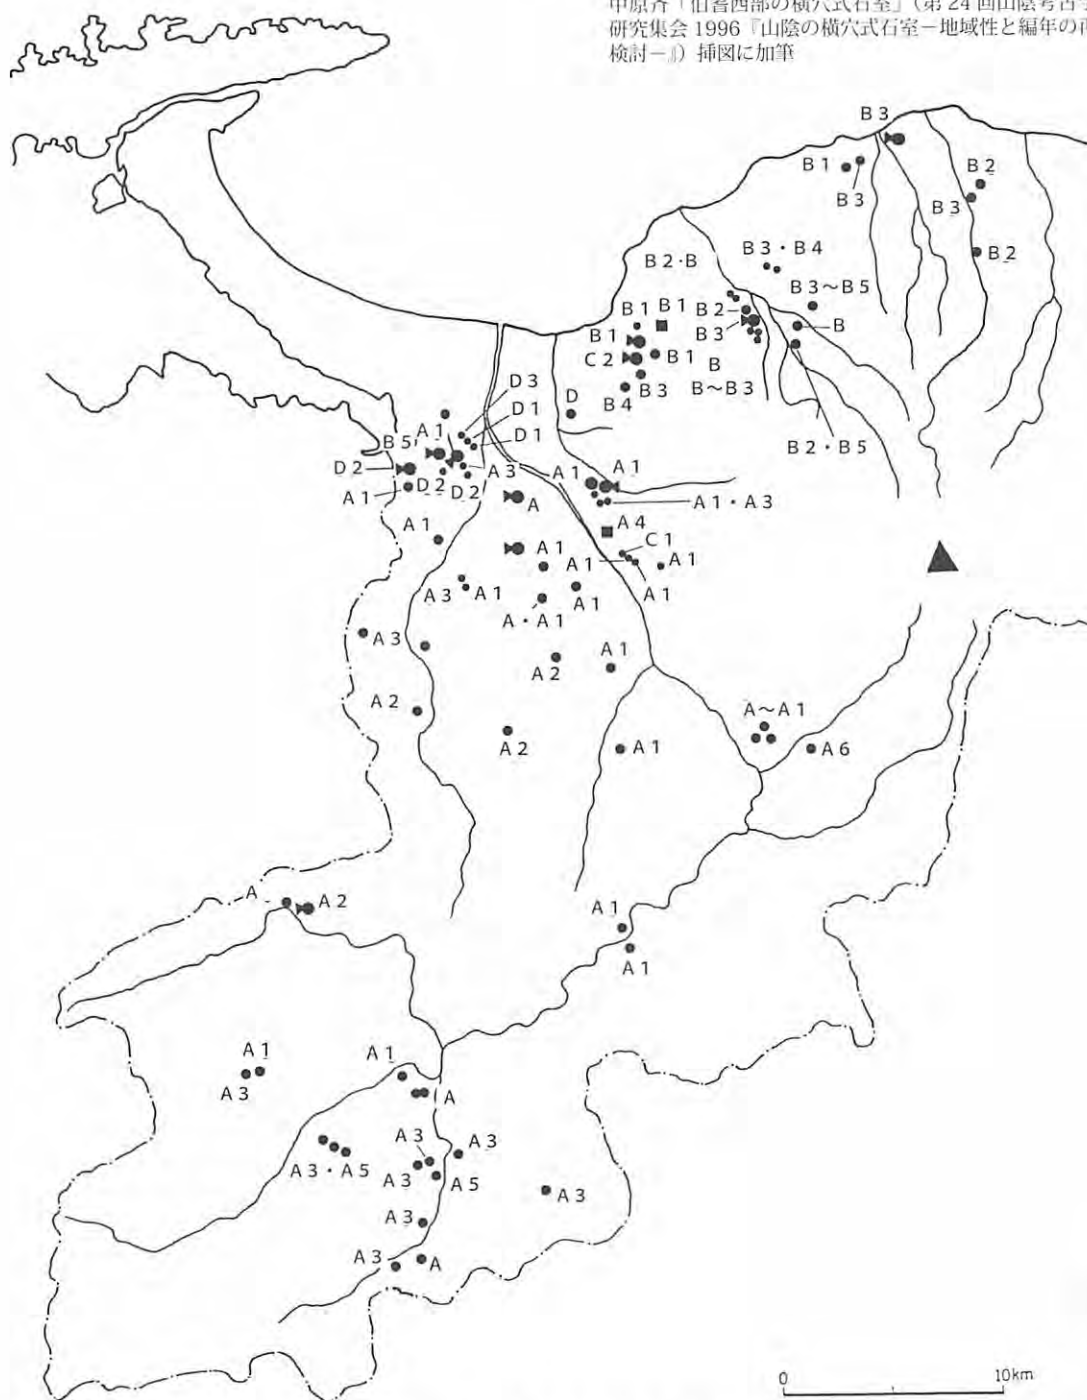 中原斉「伯耆西部の横穴式石室」(第24回山陰考古学
研究集会 1996『山陰の横穴式石室－地域性と編年の再
検討－』)挿図に加筆
B3
B1
B3
B2
B3
B2
B3・B4
B2・B
B3～B5
B1
B1
B2
B
B1
B3
C2
B1
B
B3
B～B3
B4
D
B2・B5
D3
D1
D1
B5
A1
D2
A3
A1
D2
D2
A1
A1
A1・A3
A
A1
A4
C1
A1
A1
A1
A1
A3
A1
A1
A・A1
A3
A2
A1
A2
A～A1
A2
A1
A6
A
A2
A1
A1
A1
A3
A1
A
A3
A3
A3・A5
A3
A5
A3
A3
A3
A
0
10km